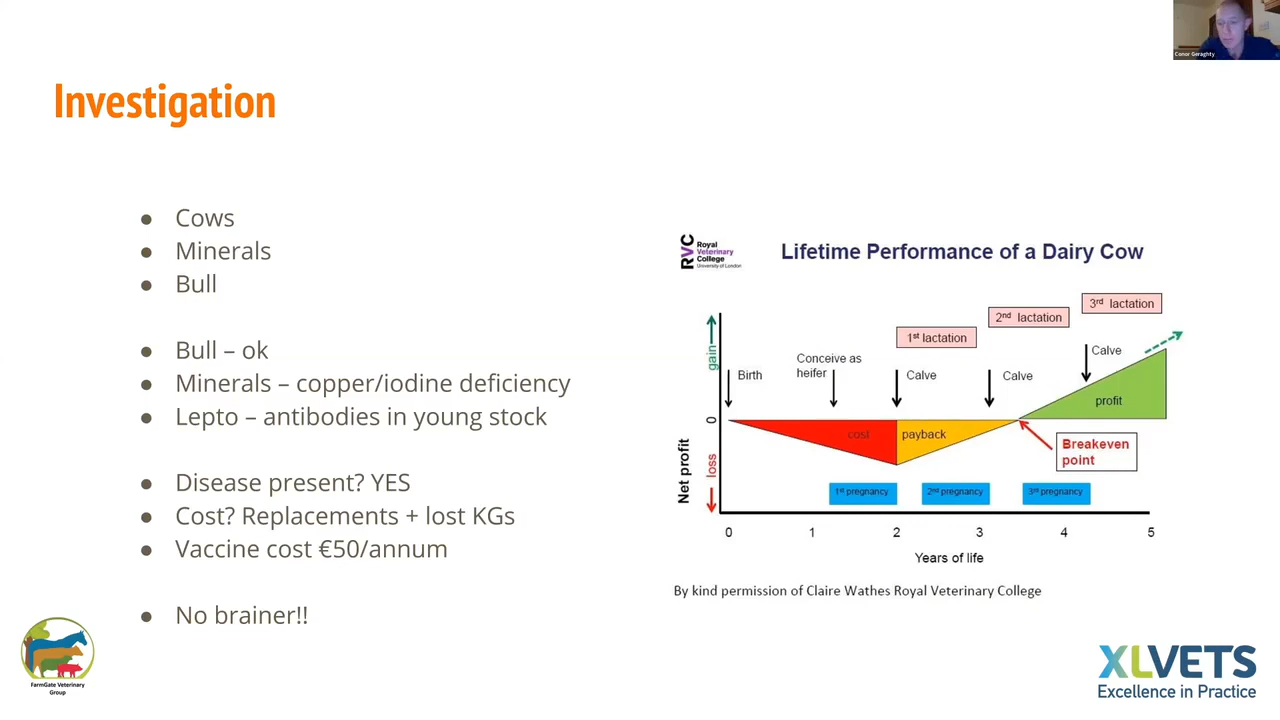 Conor Geraghty
Investigation
● Cows
● Minerals
● Bull
● Bull – ok
● Minerals – copper/iodine deficiency
● Lepto – antibodies in young stock
● Disease present? YES
● Cost? Replacements + lost KGs
● Vaccine cost €50/annum
● No brainer!!
RVC
Royal
Veterinary
College
University of London
Lifetime Performance of a Dairy Cow
3rd lactation
2nd lactation
1st lactation
Conceive as
heifer
Birth
Calve
Calve
Calve
gain
0
loss
Net profit
cost
payback
profit
Breakeven
point
1st pregnancy
2nd pregnancy
3rd pregnancy
0 1 2 3 4 5
Years of life
By kind permission of Claire Wathes Royal Veterinary College
FarmGate Veterinary
Group
XLVETS
Excellence in Practice